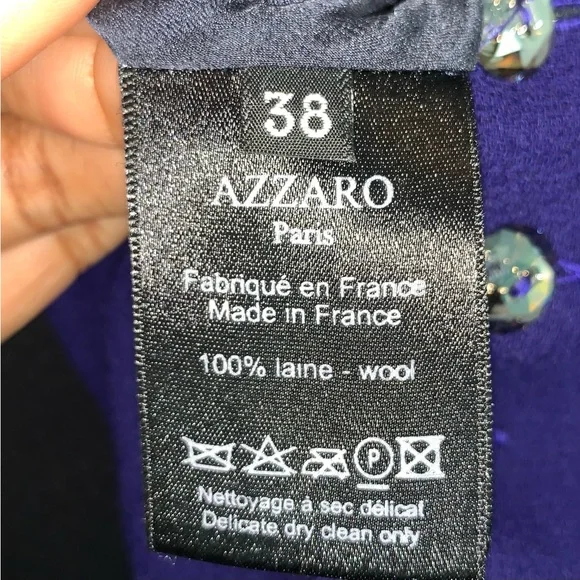 38
AZZARO
Paris
Fabriqué en France
Made in France
100% laine - wool
P
Nettoyage à sec délicat
Delicate dry clean only